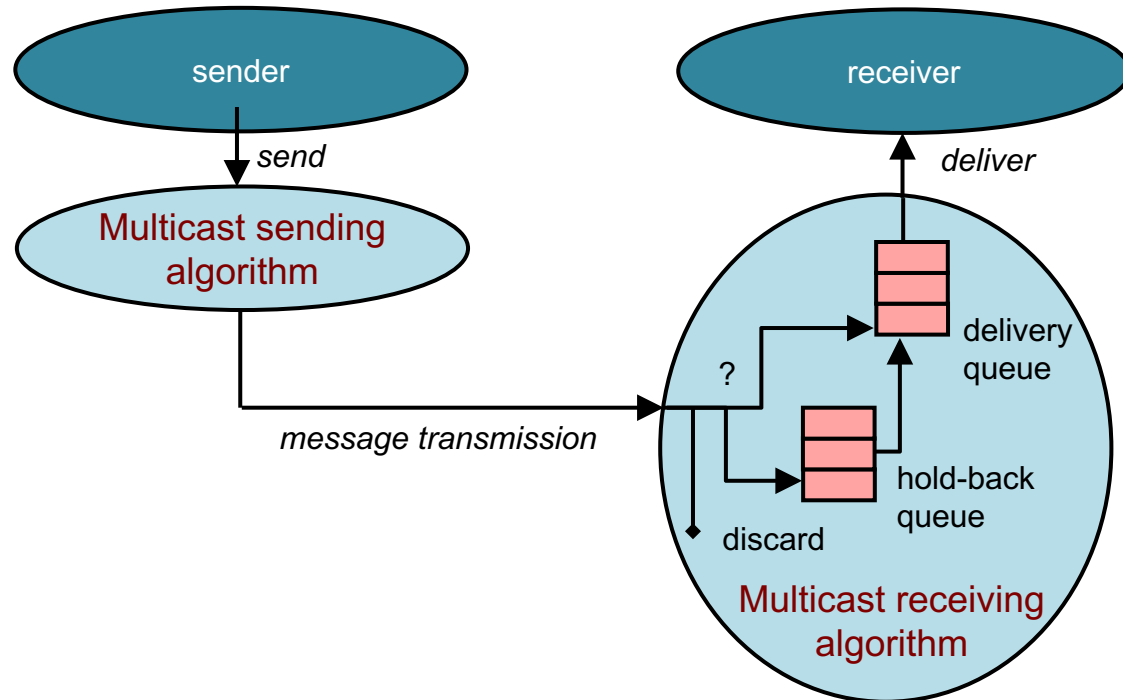 sender
receiver
send
deliver
Multicast sending
algorithm
delivery
queue
?
message transmission
hold-back
queue
discard
Multicast receiving
algorithm